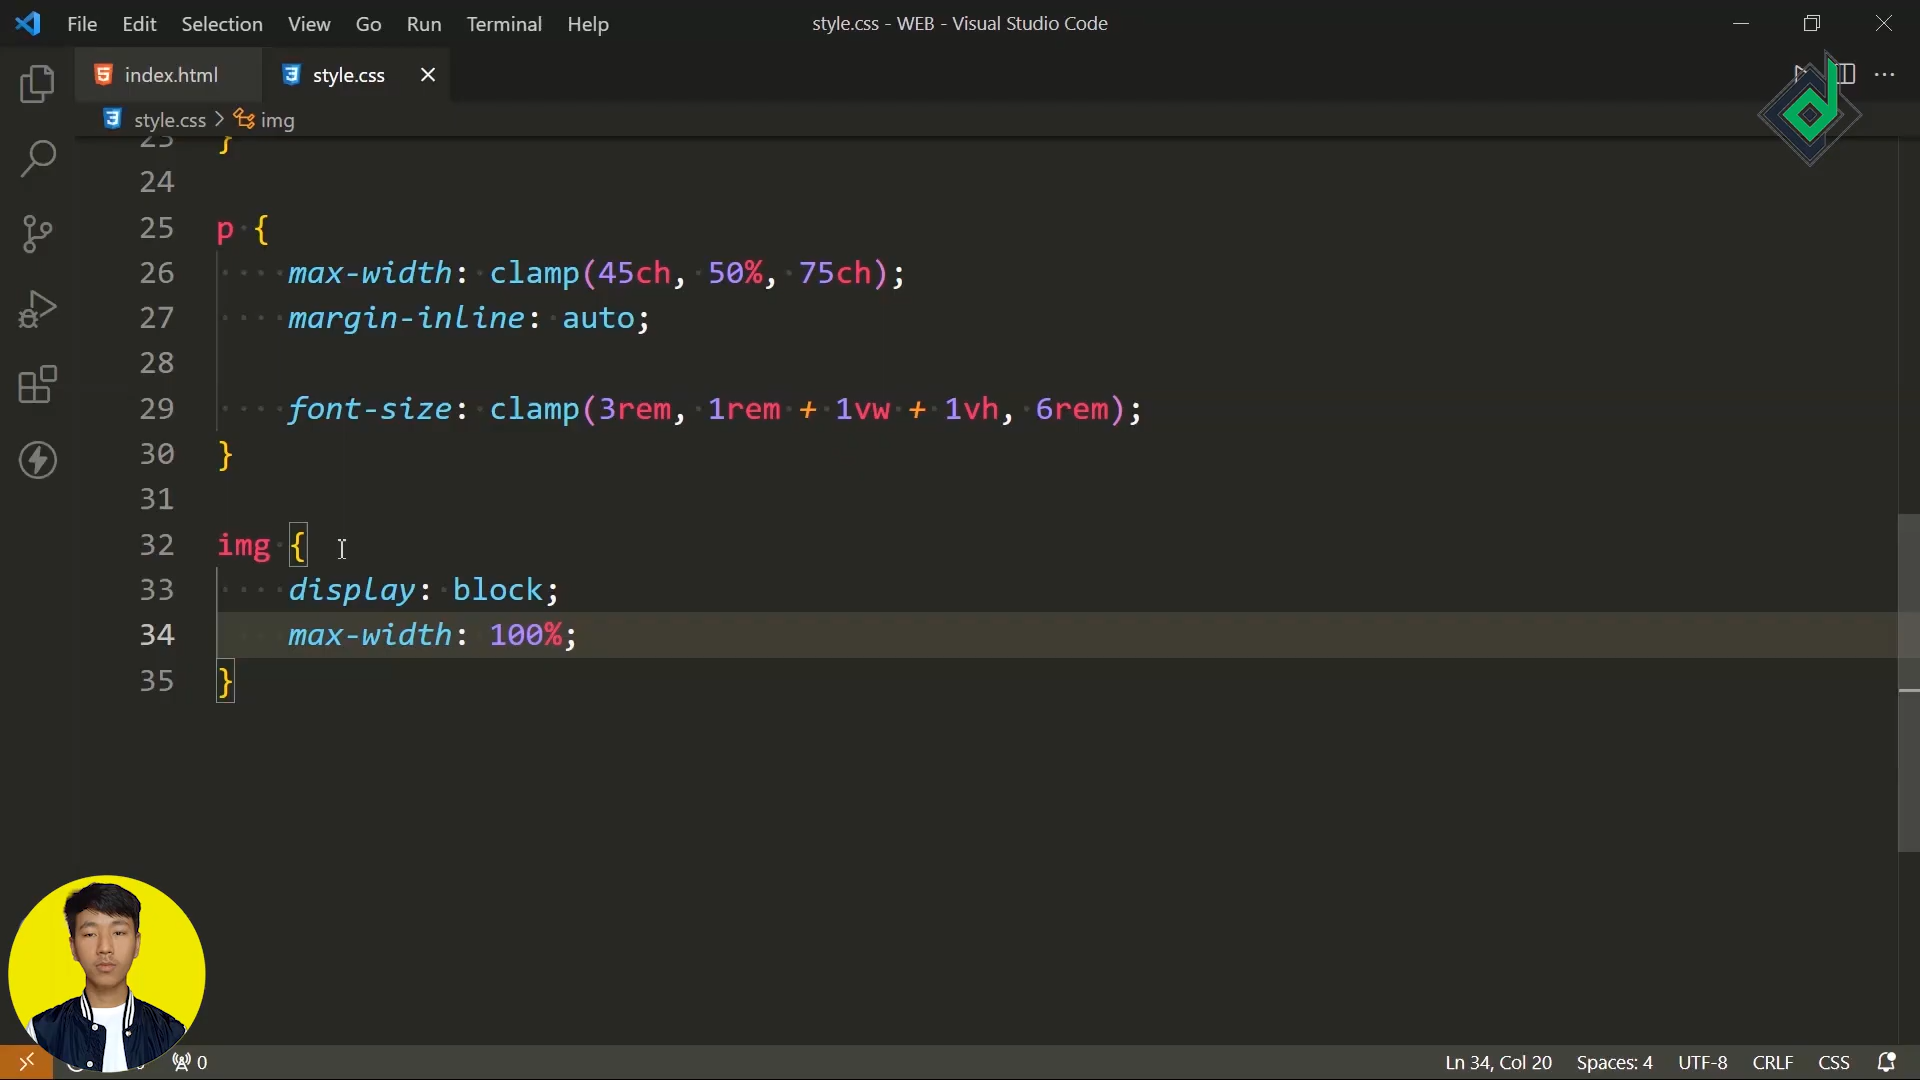 File Edit Selection View Go Run Terminal Help style.css - WEB - Visual Studio Code
index.html style.css
style.css > img
23 }
24
25 p {
26 max-width: clamp(45ch, 50%, 75ch);
27 margin-inline: auto;
28
29 font-size: clamp(3rem, 1rem + 1vw + 1vh, 6rem);
30 }
31
32 img {
33 display: block;
34 max-width: 100%;
35 }
0 Ln 34, Col 20 Spaces: 4 UTF-8 CRLF CSS